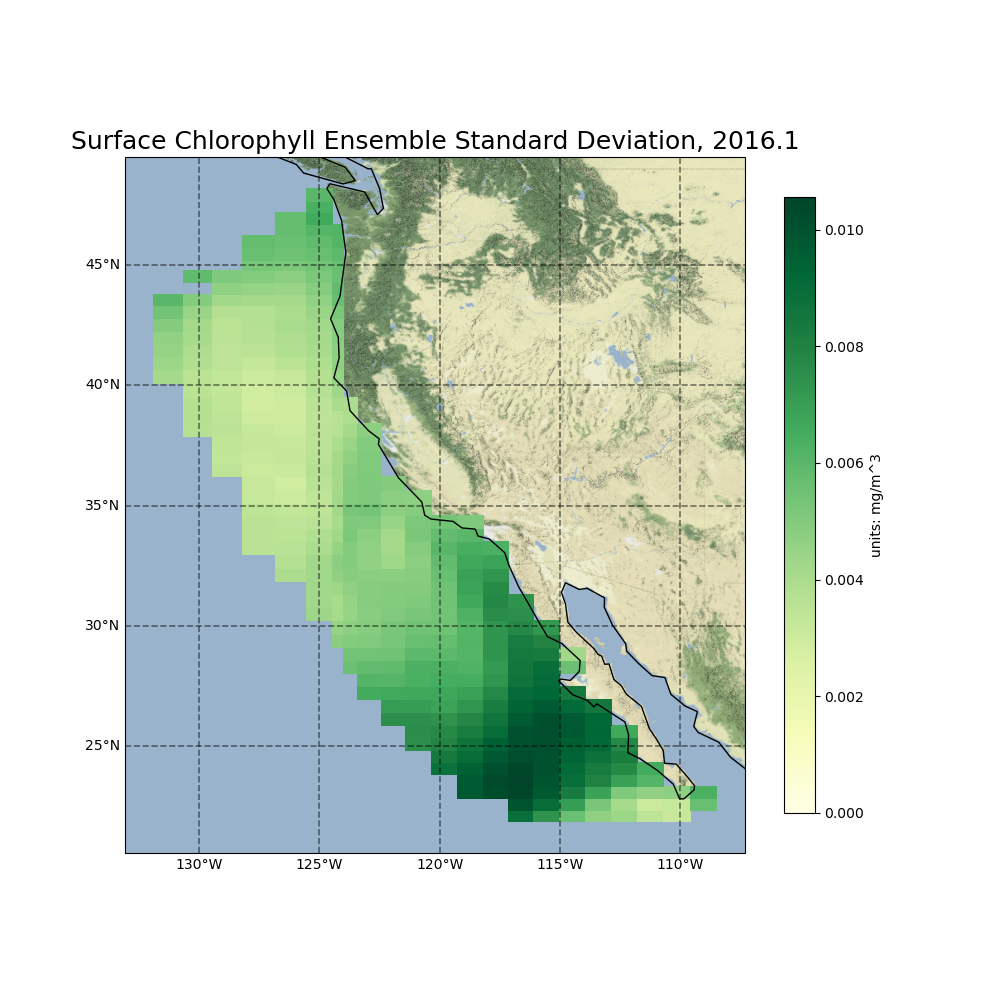 Surface Chlorophyll Ensemble Standard Deviation, 2016.1
45°N
40°N
35°N
30°N
25°N
130°W 125°W 120°W 115°W 110°W
0.010
0.008
0.006
0.004
0.002
0.000
units: mg/m^3